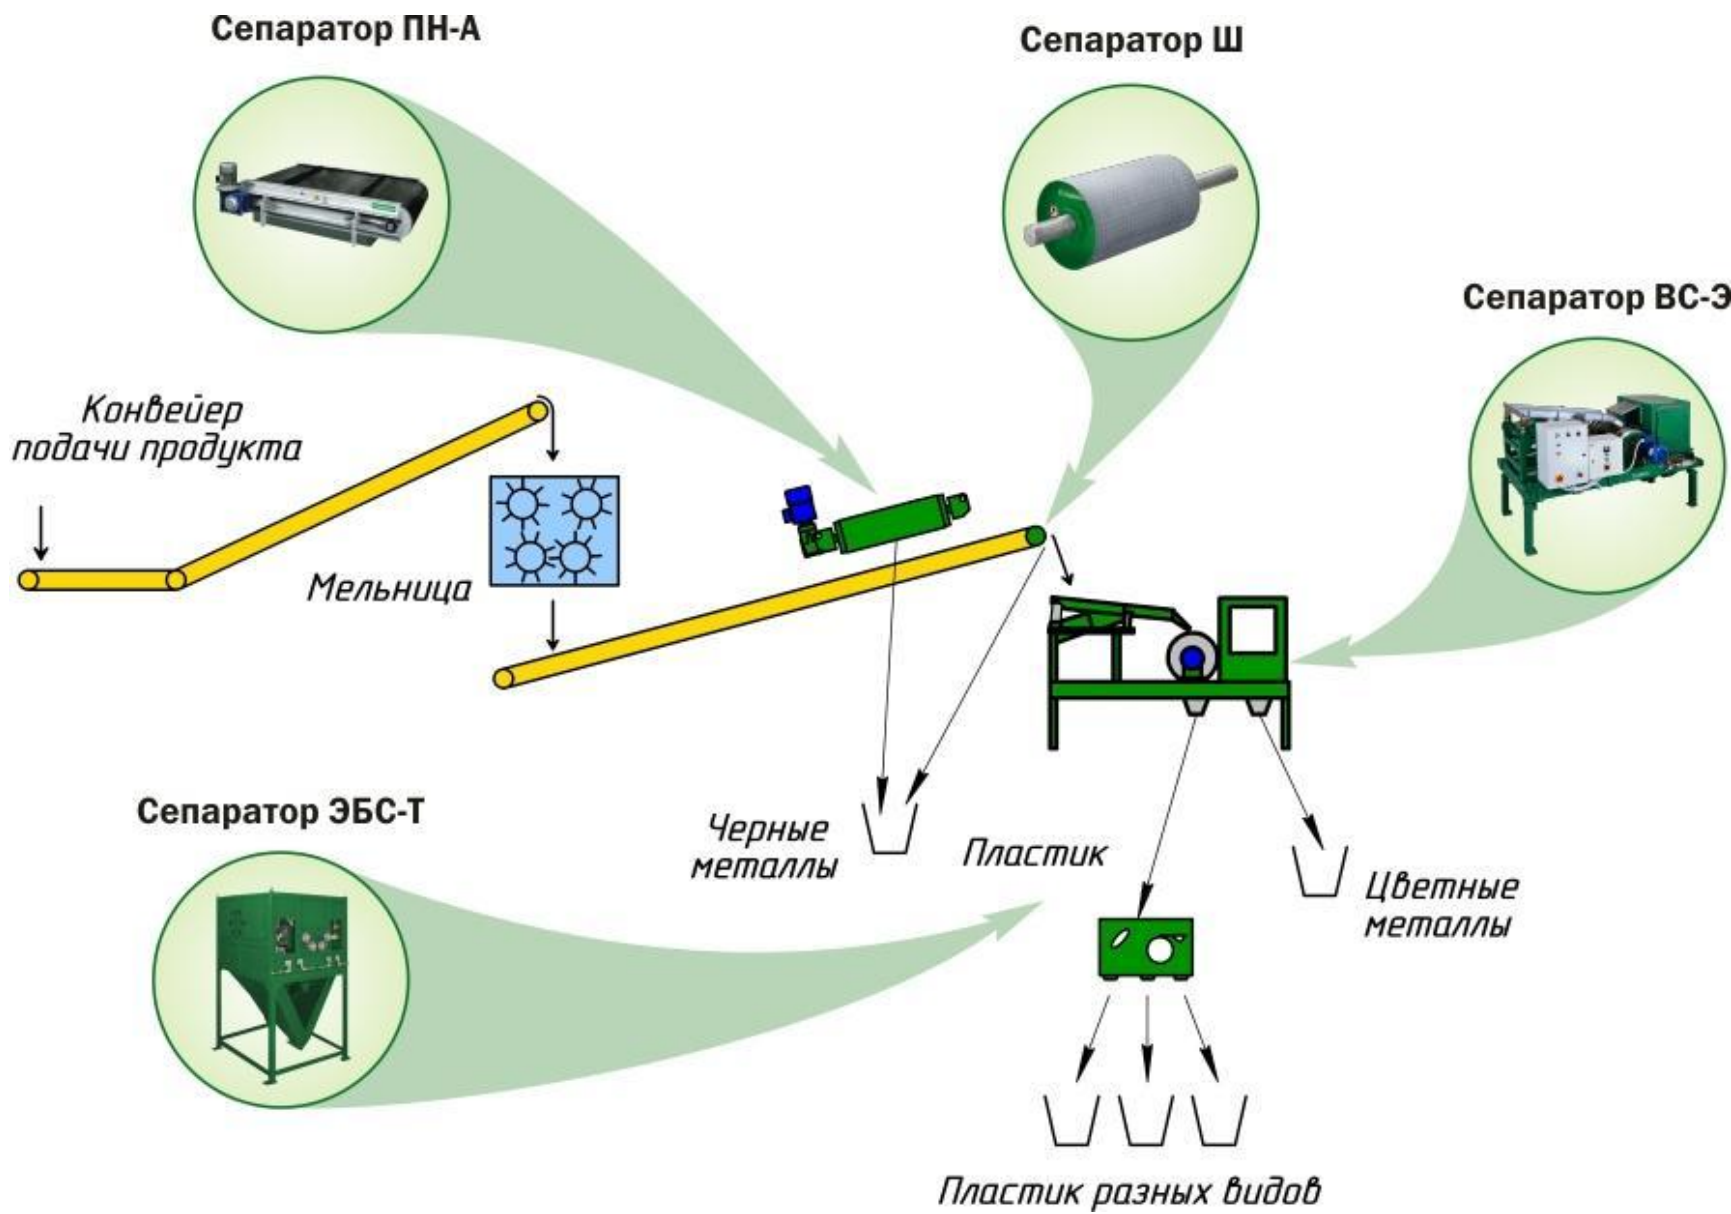 Сепаратор ПН-А
Сепаратор Ш
Сепаратор ВС-Э
Конвейер
подачи продукта
Мельница
Сепаратор ЭБС-Т
Черные
металлы
Пластик
Цветные
металлы
Пластик разных видов